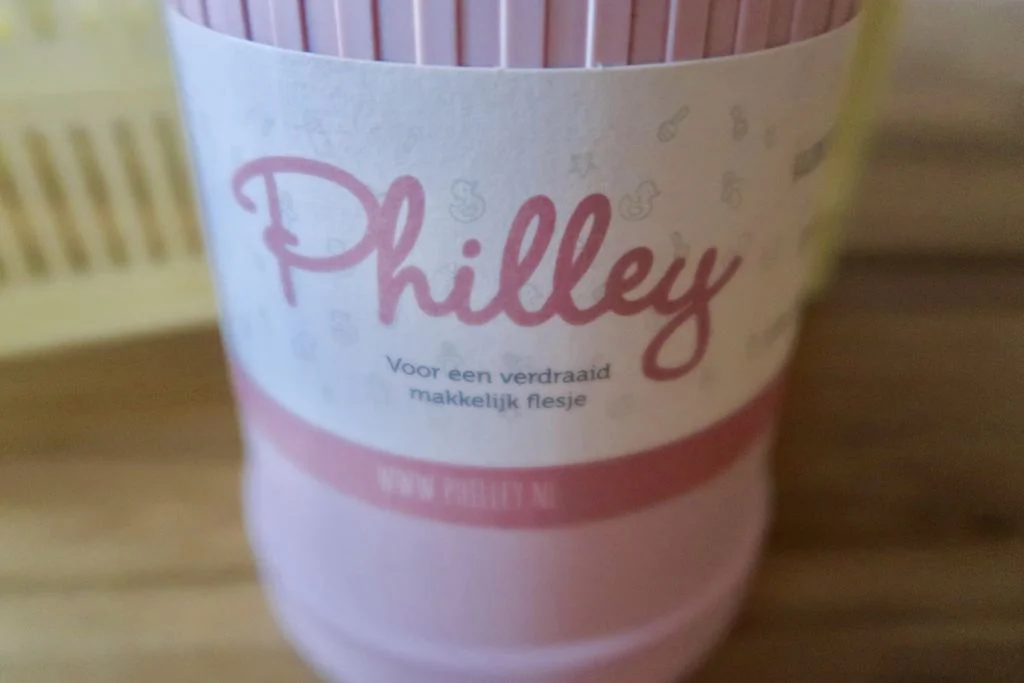 Philley
Voor een verdraaid
makkelijk flesje
WWW.PHILLEY.NL